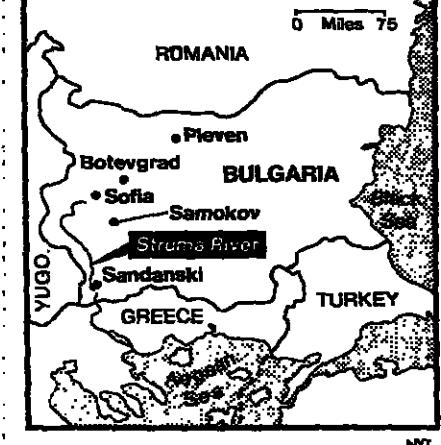 0 Miles 75
ROMANIA
Pleven
Botevgrad
BULGARIA
Sofia
Samokov
Black
Sea
Struma River
Sandanski
YUGO.
TURKEY
GREECE
Aegean
Sea
NYT